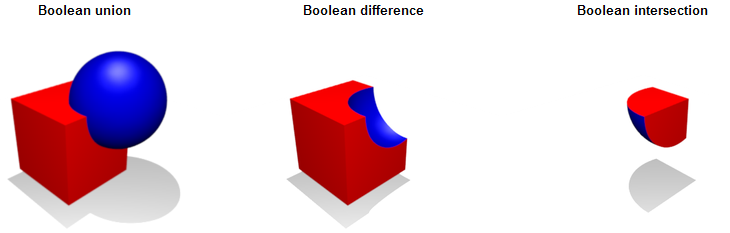 Boolean union
Boolean difference
Boolean intersection